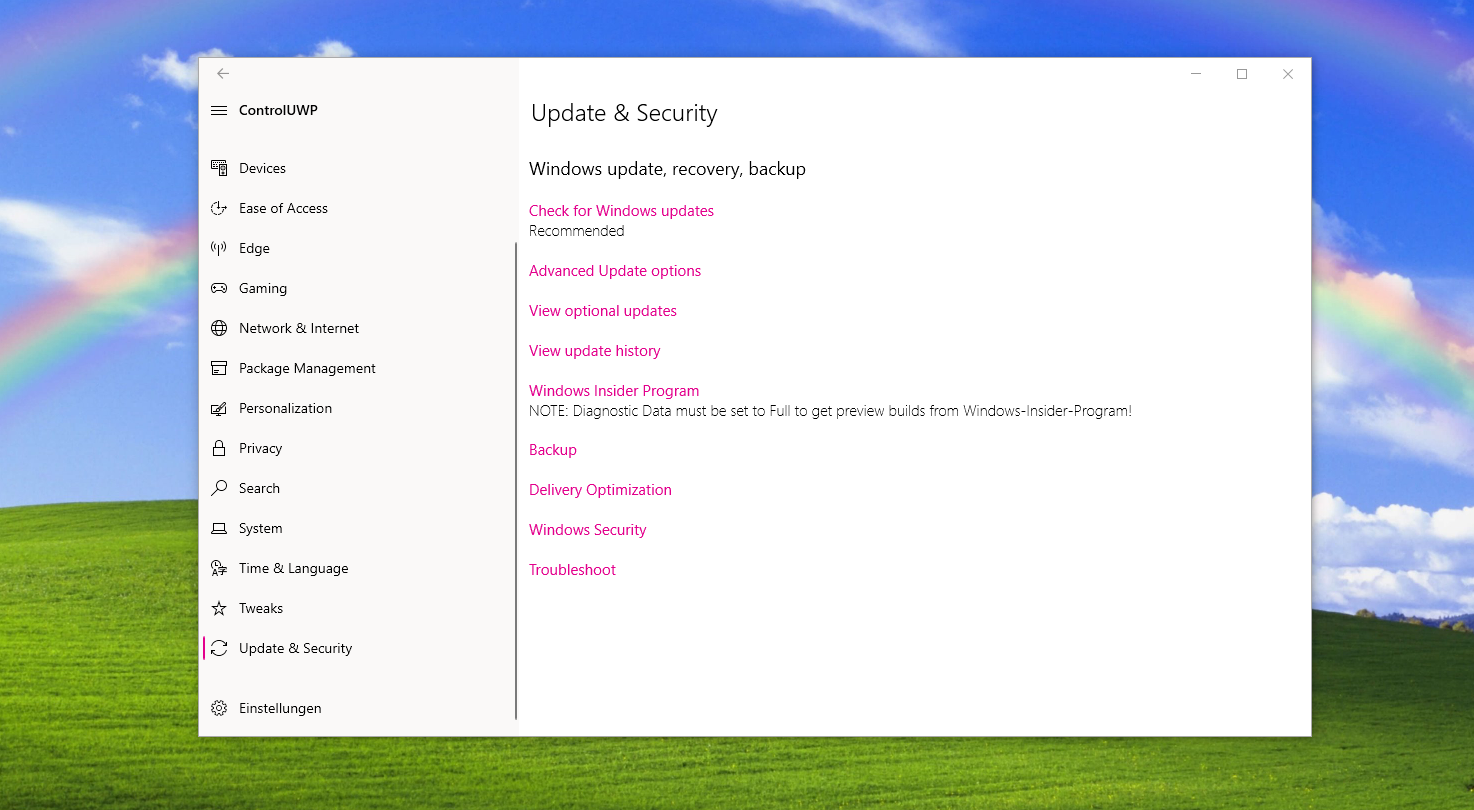 ControlUWP
Devices
Ease of Access
Edge
Gaming
Network & Internet
Package Management
Personalization
Privacy
Search
System
Time & Language
Tweaks
Update & Security
Einstellungen
Update & Security
Windows update, recovery, backup
Check for Windows updates
Recommended
Advanced Update options
View optional updates
View update history
Windows Insider Program
NOTE: Diagnostic Data must be set to Full to get preview builds from Windows-Insider-Program!
Backup
Delivery Optimization
Windows Security
Troubleshoot